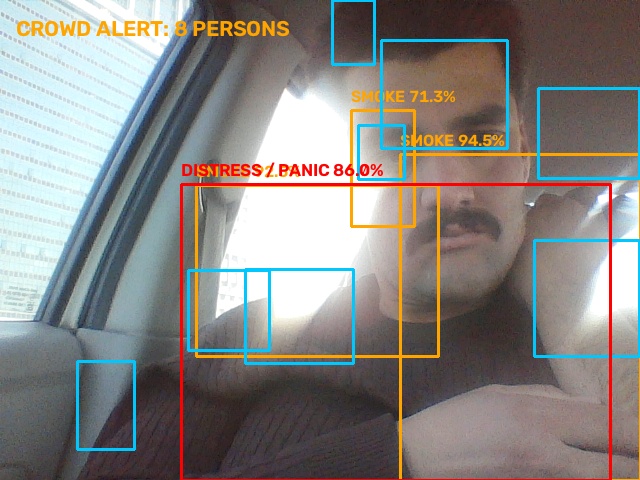 CROWD ALERT: 8 PERSONS
SMOKE 71.3%
SMOKE 94.5%
DISTRESS / PANIC 86.0%